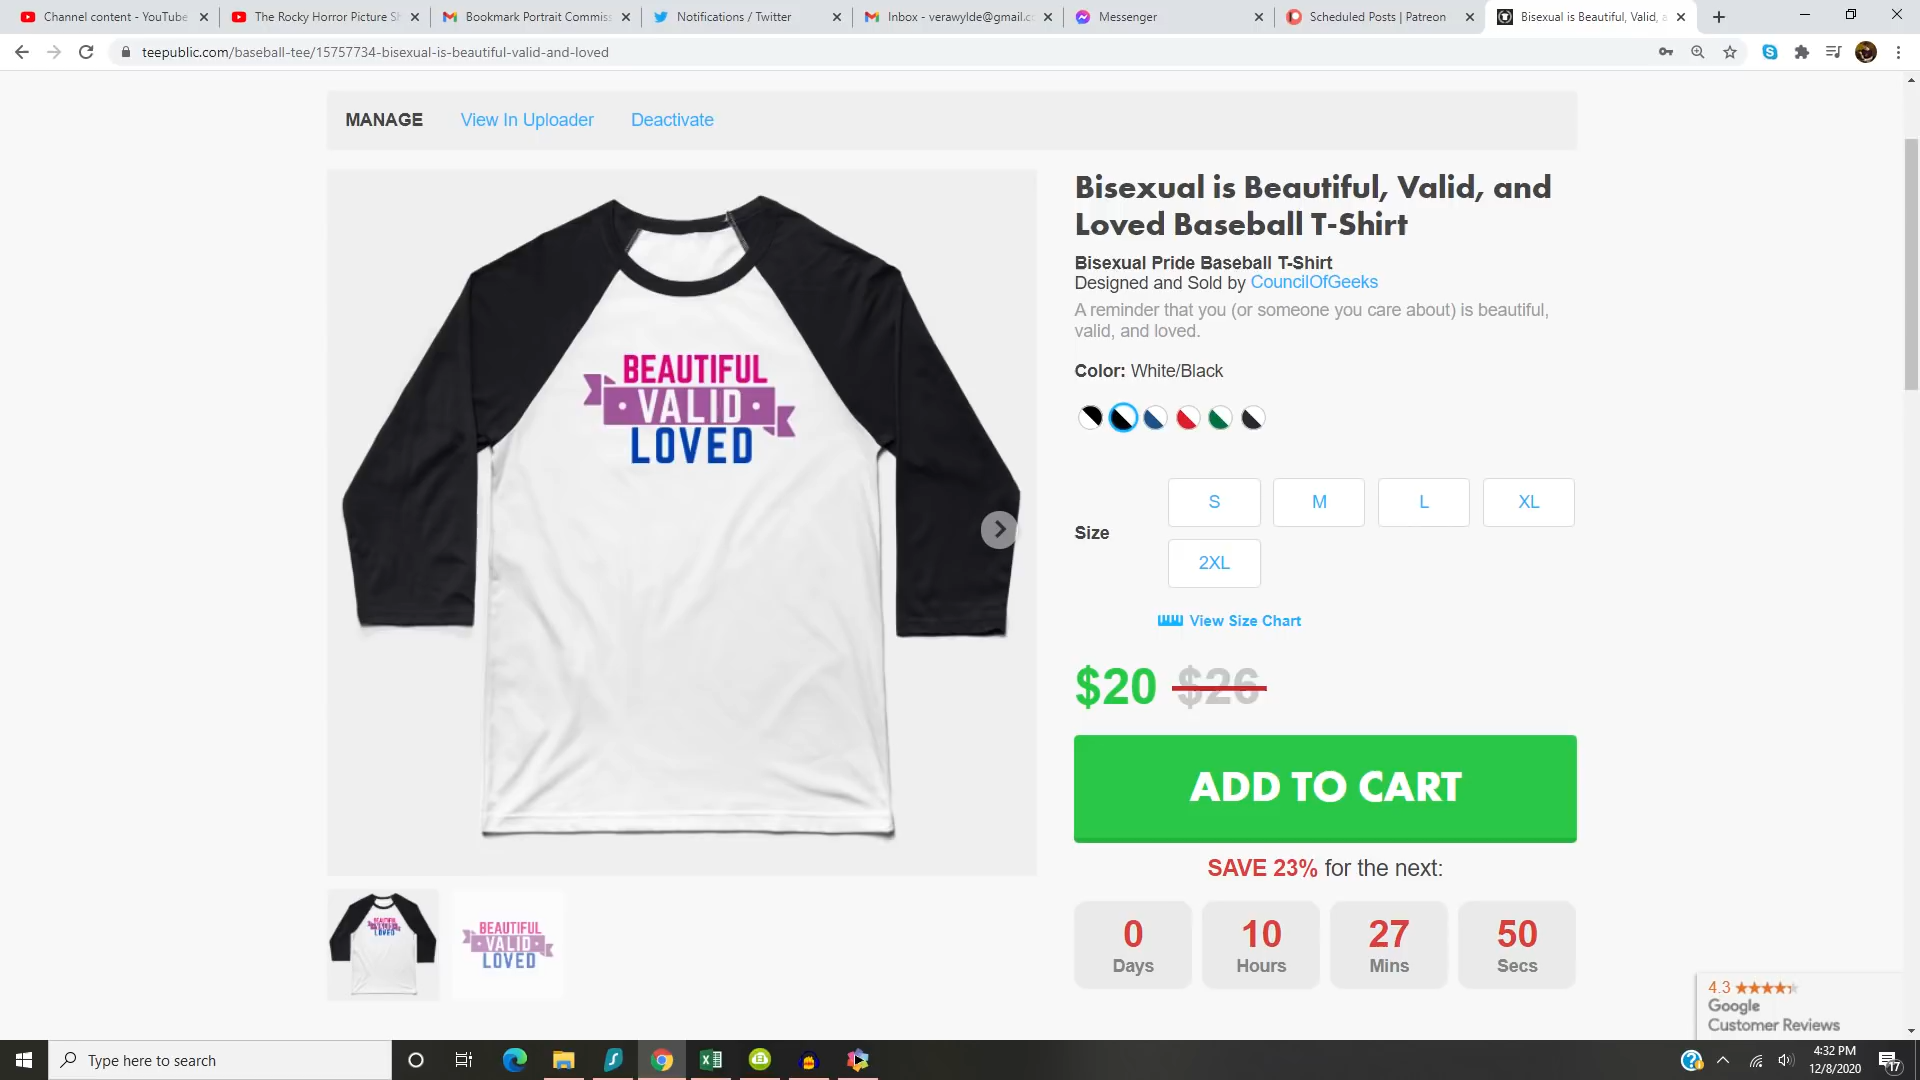 Channel content - YouTube
The Rocky Horror Picture S
Bookmark Portrait Commiss
Notifications / Twitter
Inbox - verawylde@gmail.c
Messenger
Scheduled Posts | Patreon
Bisexual is Beautiful, Valid, a
teepublic.com/baseball-tee/15757734-bisexual-is-beautiful-valid-and-loved
MANAGE
View In Uploader
Deactivate
BEAUTIFUL
VALID
LOVED
Bisexual is Beautiful, Valid, and
Loved Baseball T-Shirt
Bisexual Pride Baseball T-Shirt
Designed and Sold by CouncilOfGeeks
A reminder that you (or someone you care about) is beautiful,
valid, and loved.
Color: White/Black
Size
S
M
L
XL
2XL
View Size Chart
$20 $26
ADD TO CART
SAVE 23% for the next:
0
Days
10
Hours
27
Mins
50
Secs
BEAUTIFUL
VALID
LOVED
BEAUTIFUL
VALID
LOVED
4.3
Google
Customer Reviews
Type here to search
4:32 PM
12/8/2020
17